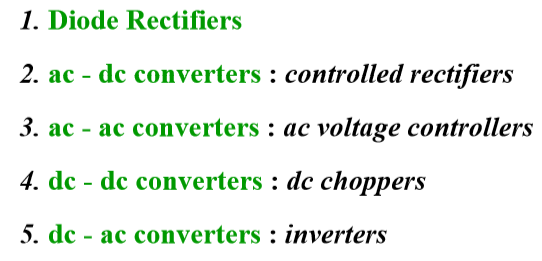 1. Diode Rectifiers
2. ac - dc converters : controlled rectifiers
3. ac - ac converters : ac voltage controllers
4. dc - dc converters : dc choppers
5. dc - ac converters : inverters